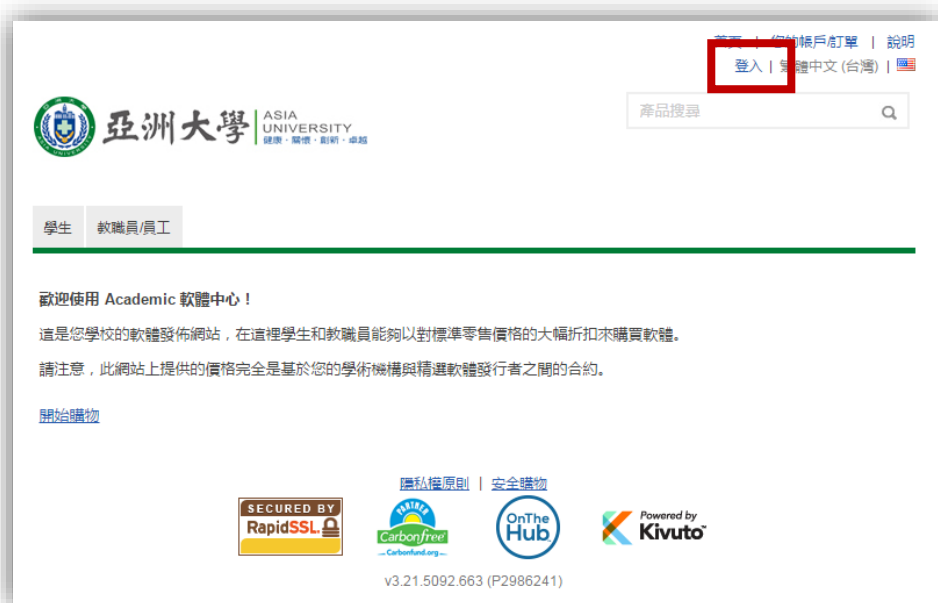 首頁 | 您的帳戶/訂單 | 說明
登入 | 繁體中文 (台灣) |
產品搜尋
亞洲大學
ASIA
UNIVERSITY
健康・關懷・創新・卓越
ASIA UNIVERSITY
學生 教職員/員工
歡迎使用 Academic 軟體中心！
這是您學校的軟體發佈網站，在這裡學生和教職員能夠以對標準零售價格的大幅折扣來購買軟體。
請注意，此網站上提供的價格完全是基於您的學術機構與精選軟體發行者之間的合約。
開始購物
隱私權原則 | 安全購物
SECURED BY
RapidSSL.
PARTNER
Carbonfree
Carbonfund.org
OnThe
Hub
Powered by
Kivuto
v3.21.5092.663 (P2986241)